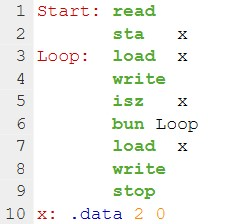 1 Start: read
2 sta x
3 Loop: load x
4 write
5 isz x
6 bun Loop
7 load x
8 write
9 stop
10 x: .data 2 0